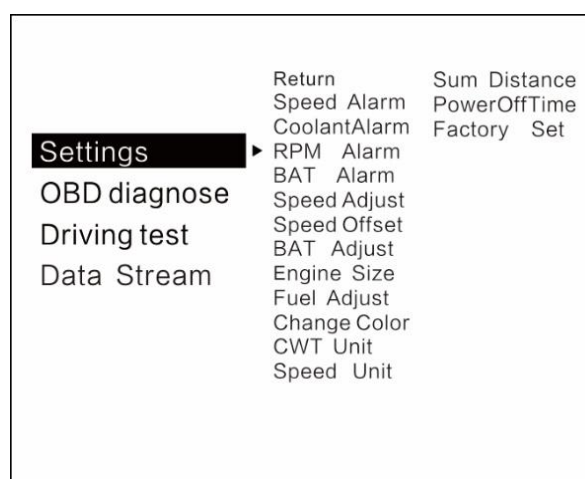 Settings
OBD diagnose
Driving test
Data Stream
Return
Speed Alarm
CoolantAlarm
RPM Alarm
BAT Alarm
Speed Adjust
Speed Offset
BAT Adjust
Engine Size
Fuel Adjust
Change Color
CWT Unit
Speed Unit
Sum Distance
PowerOffTime
Factory Set